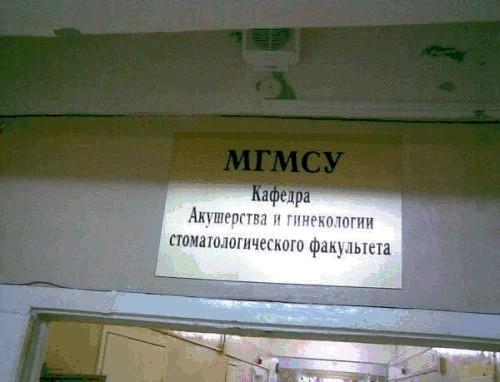 МГМСУ
Кафедра
Акушерства и гинекологии
стоматологического факультета